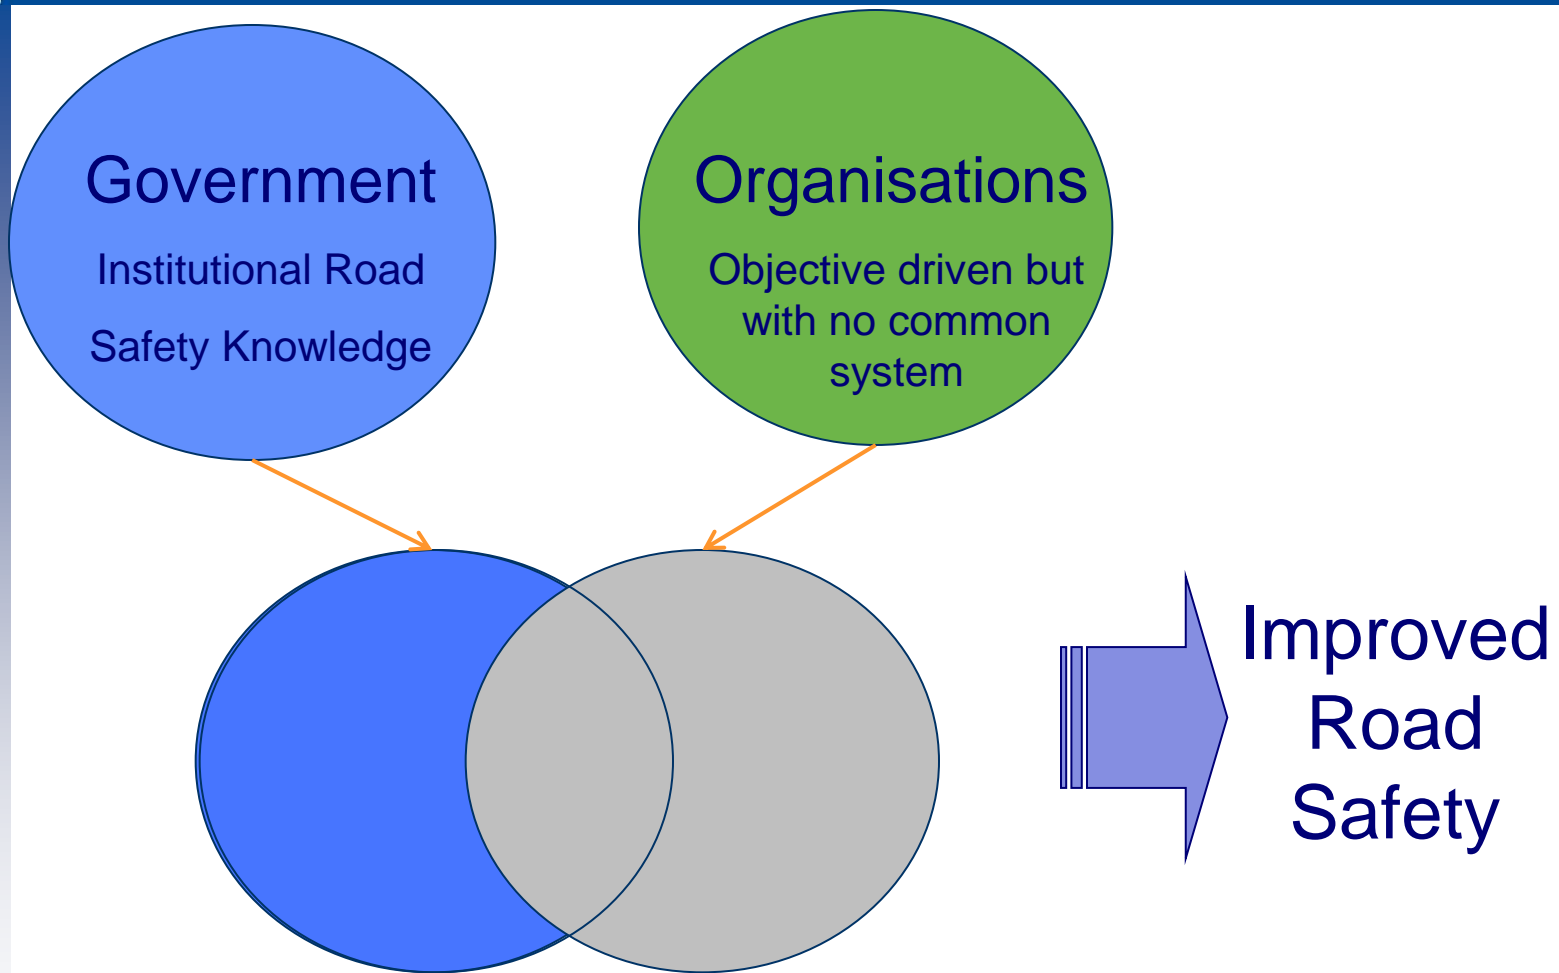 Government
Institutional Road
Safety Knowledge
Organisations
Objective driven but
with no common
system
Improved
Road
Safety